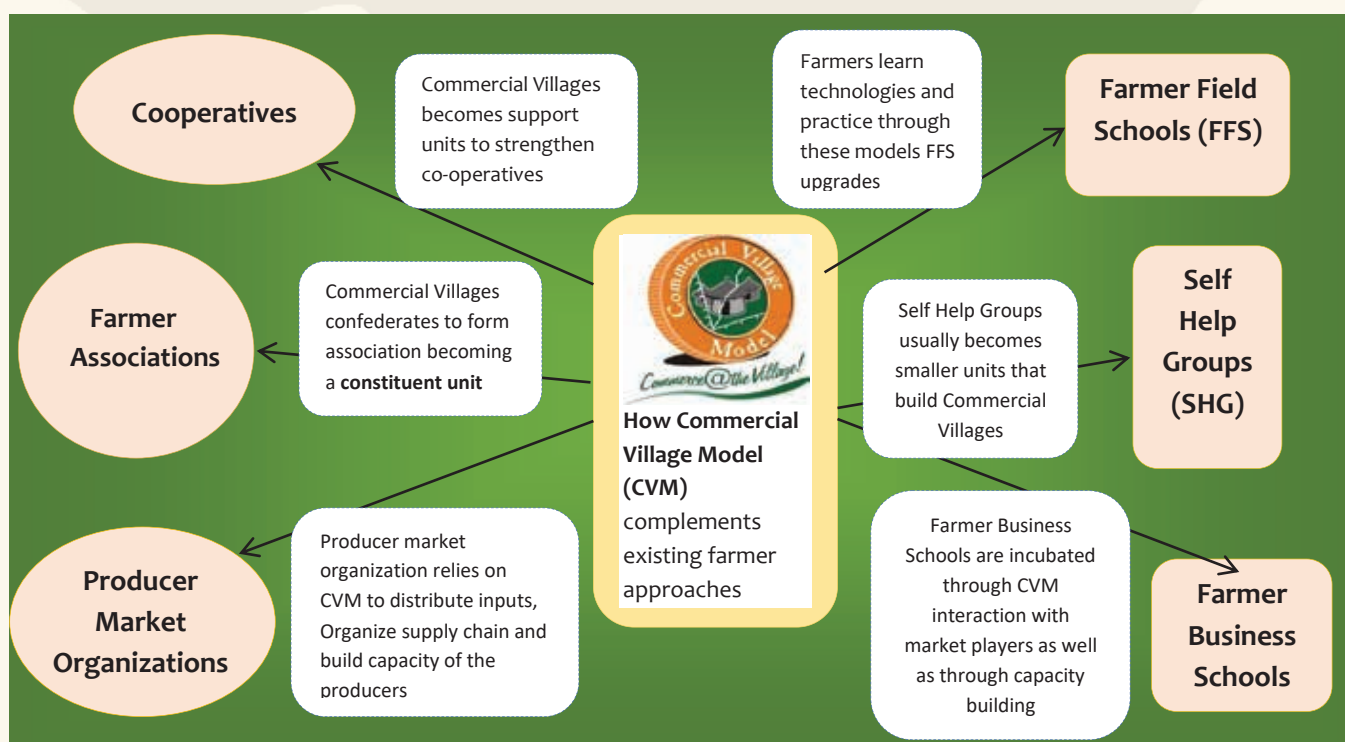 Cooperatives
Commercial Villages
becomes support
units to strengthen
co-operatives
Farmers learn
technologies and
practice through
these models FFS
upgrades
Farmer Field
Schools (FFS)
Farmer
Associations
Commercial Villages
confederates to form
association becoming
a constituent unit
Commercial Village
Model
Commerce@the Village!
How Commercial
Village Model
(CVM)
complements
existing farmer
approaches
Self Help Groups
usually becomes
smaller units that
build Commercial
Villages
Self
Help
Groups
(SHG)
Producer
Market
Organizations
Producer market
organization relies on
CVM to distribute inputs,
Organize supply chain and
build capacity of the
producers
Farmer Business
Schools are incubated
through CVM
interaction with
market players as well
as through capacity
building
Farmer
Business
Schools